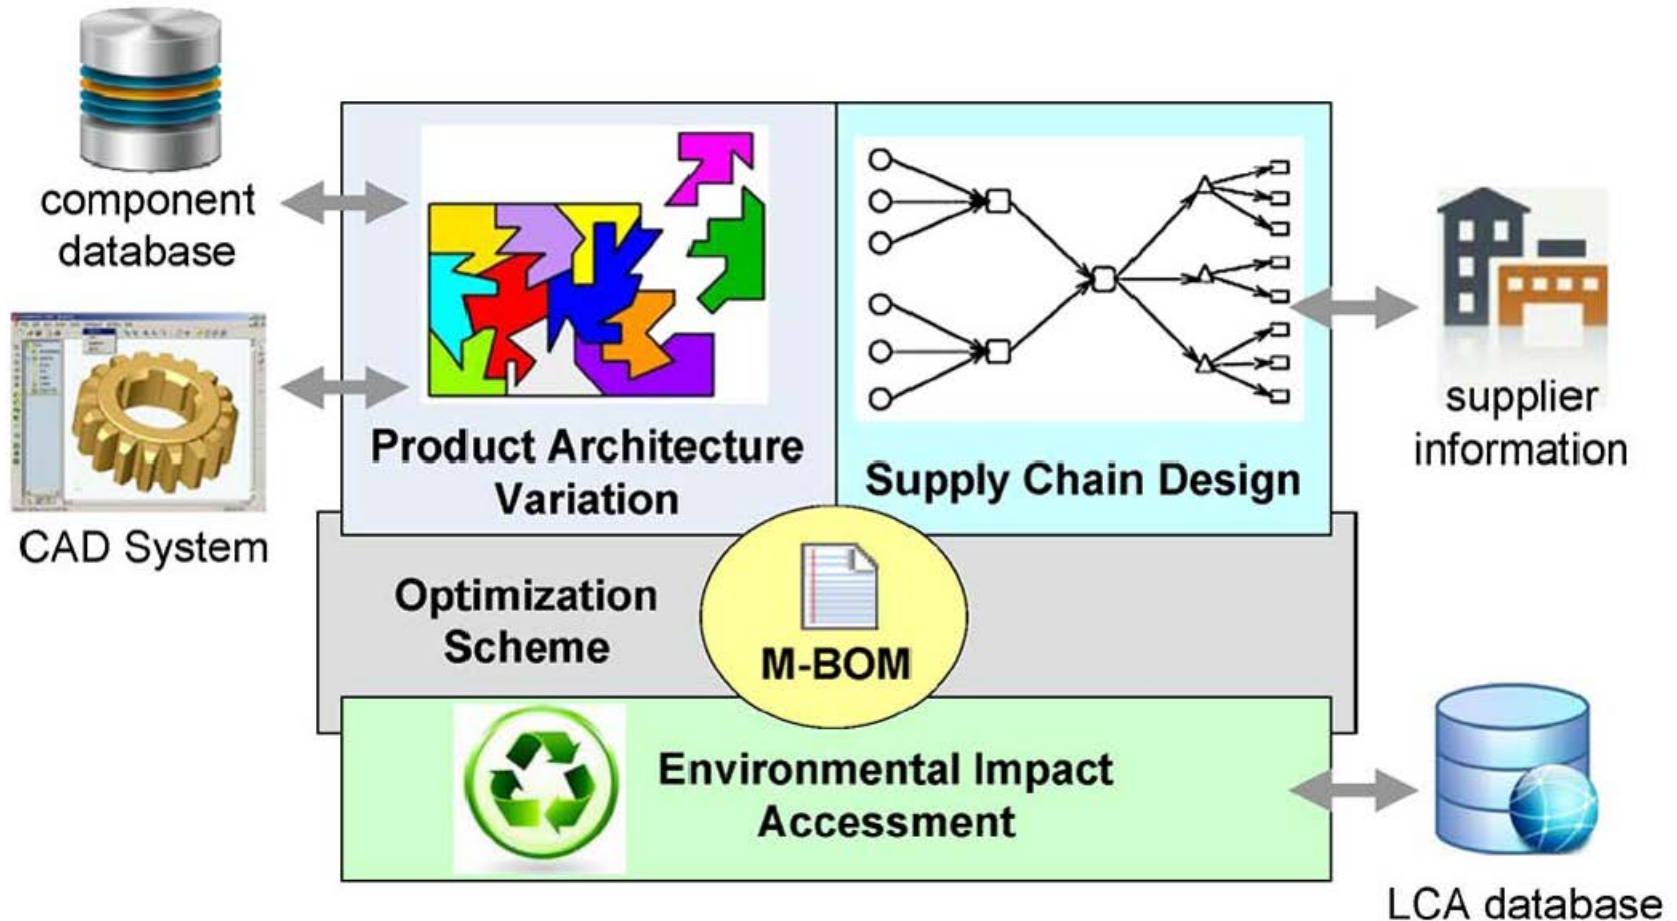 component
database
CAD System
Product Architecture
Variation
Supply Chain Design
supplier
information
Optimization
Scheme
M-BOM
Environmental Impact
Accessment
LCA database